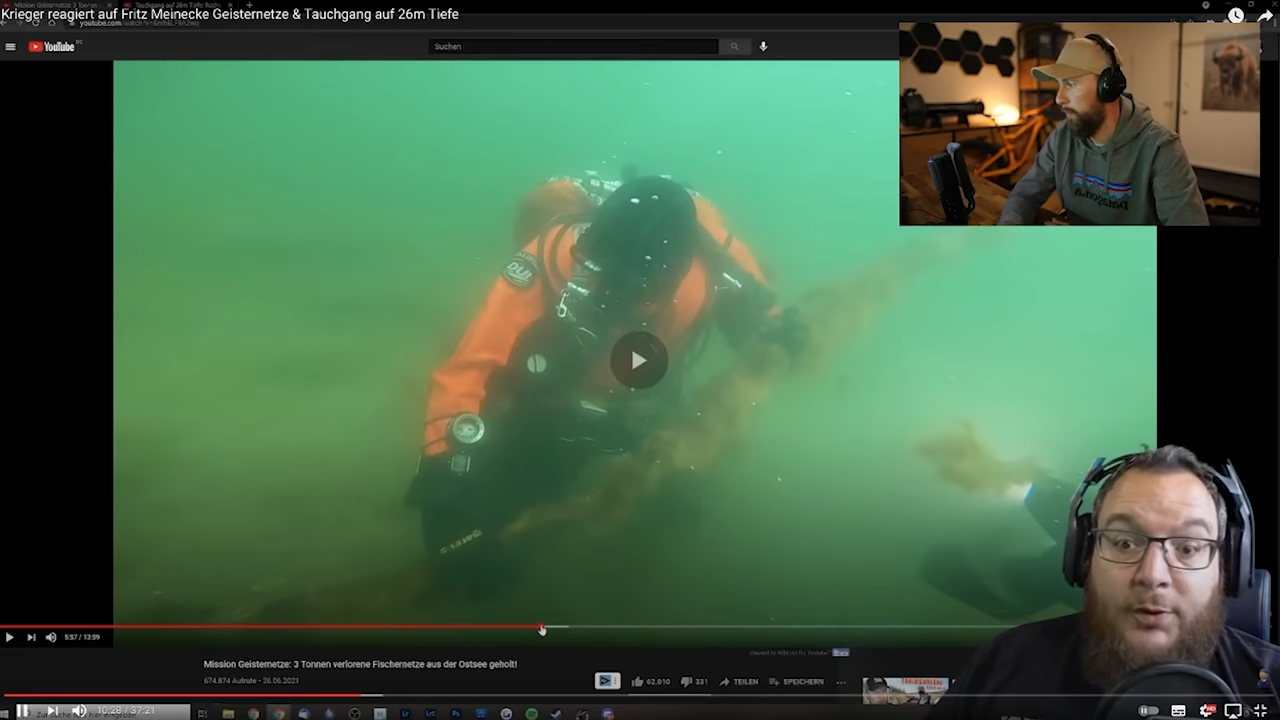 Krieger reagiert auf Fritz Meinecke Geisternetze & Tauchgang auf 26m Tiefe
YouTube
Suchen
patagonia
DUI
5:57 / 13:59
Mission Geisternetze: 3 Tonnen verlorene Fischernetze aus der Ostsee geholt!
674.874 Aufrufe • 26.06.2021
62.010
331
TEILEN
SPEICHERN
10:28 / 37:21